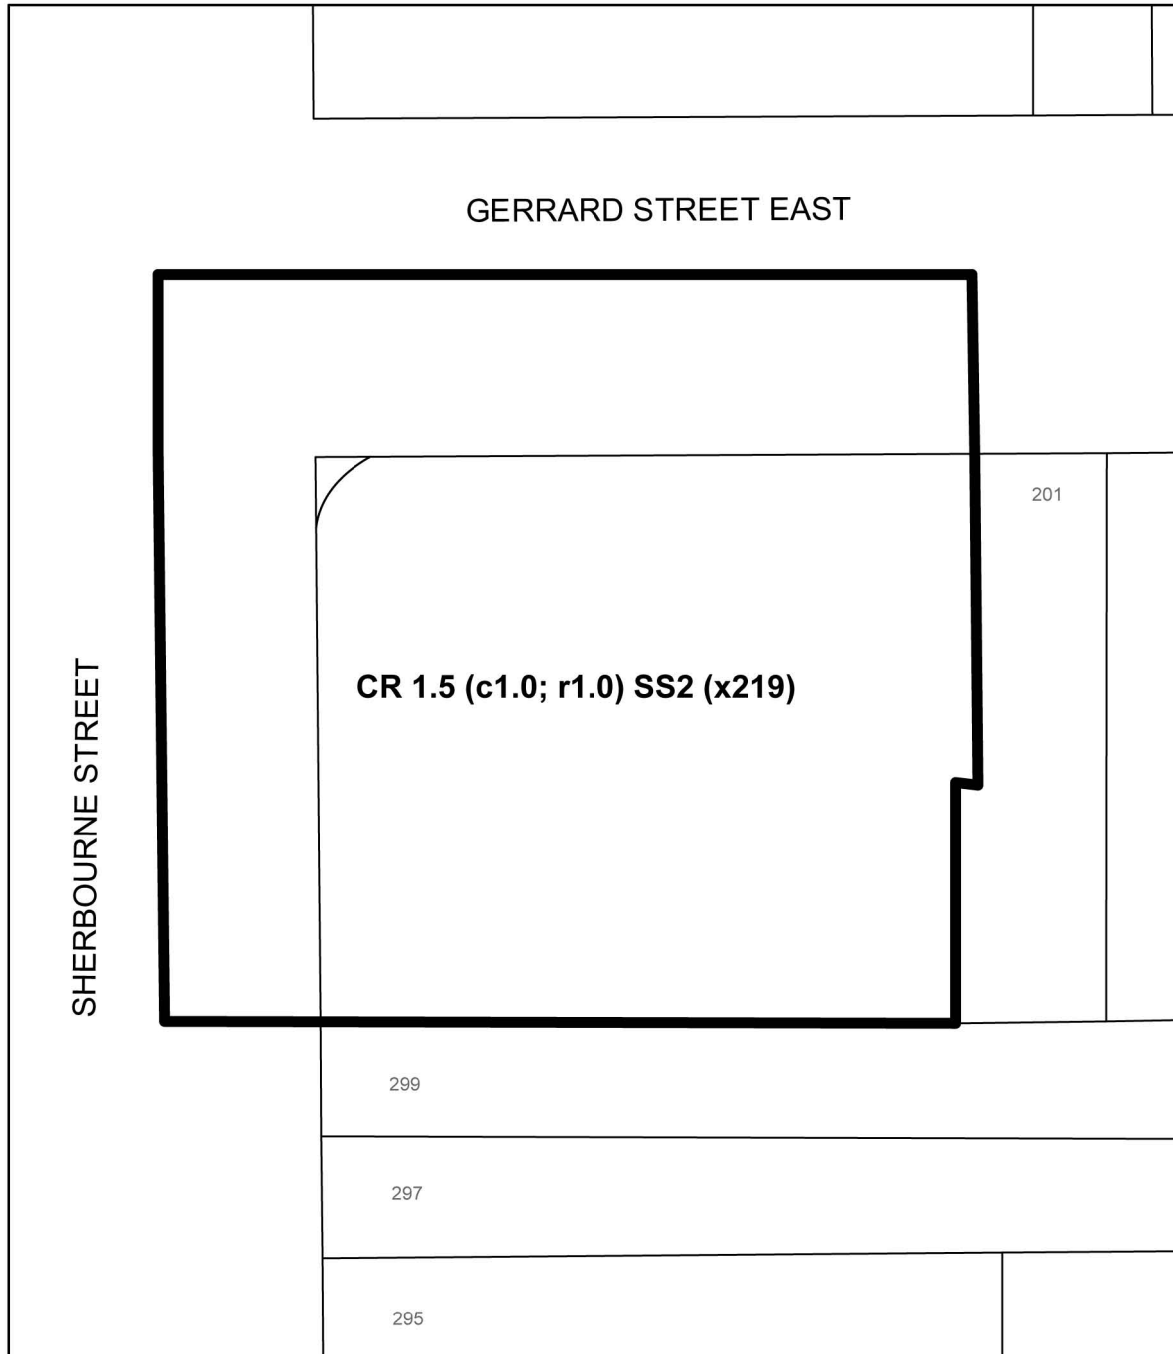 GERRARD STREET EAST
201
CR 1.5 (c1.0; r1.0) SS2 (x219)
SHERBOURNE STREET
299
297
295